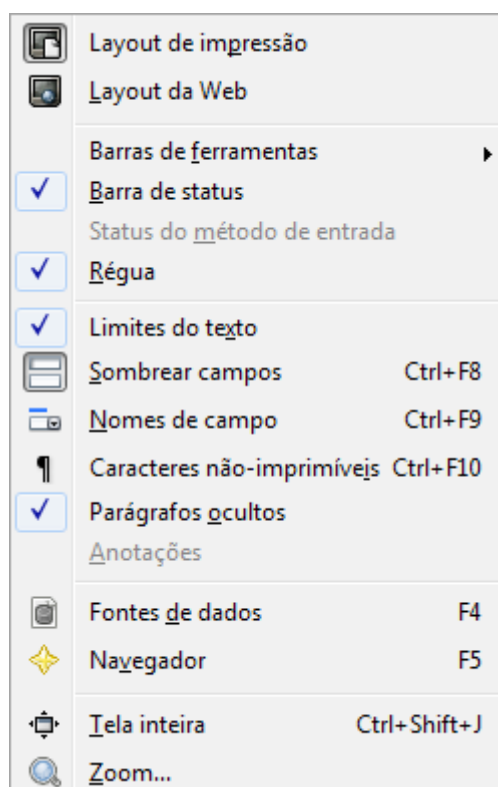 Layout de impressão
Layout da Web
Barras de ferramentas
Barra de status
Status do método de entrada
Régua
Limites do texto
Sombrear campos Ctrl+F8
Nomes de campo Ctrl+F9
Caracteres não-imprimíveis Ctrl+F10
Parágrafos ocultos
Anotações
Fontes de dados F4
Navegador F5
Tela inteira Ctrl+Shift+J
Zoom...